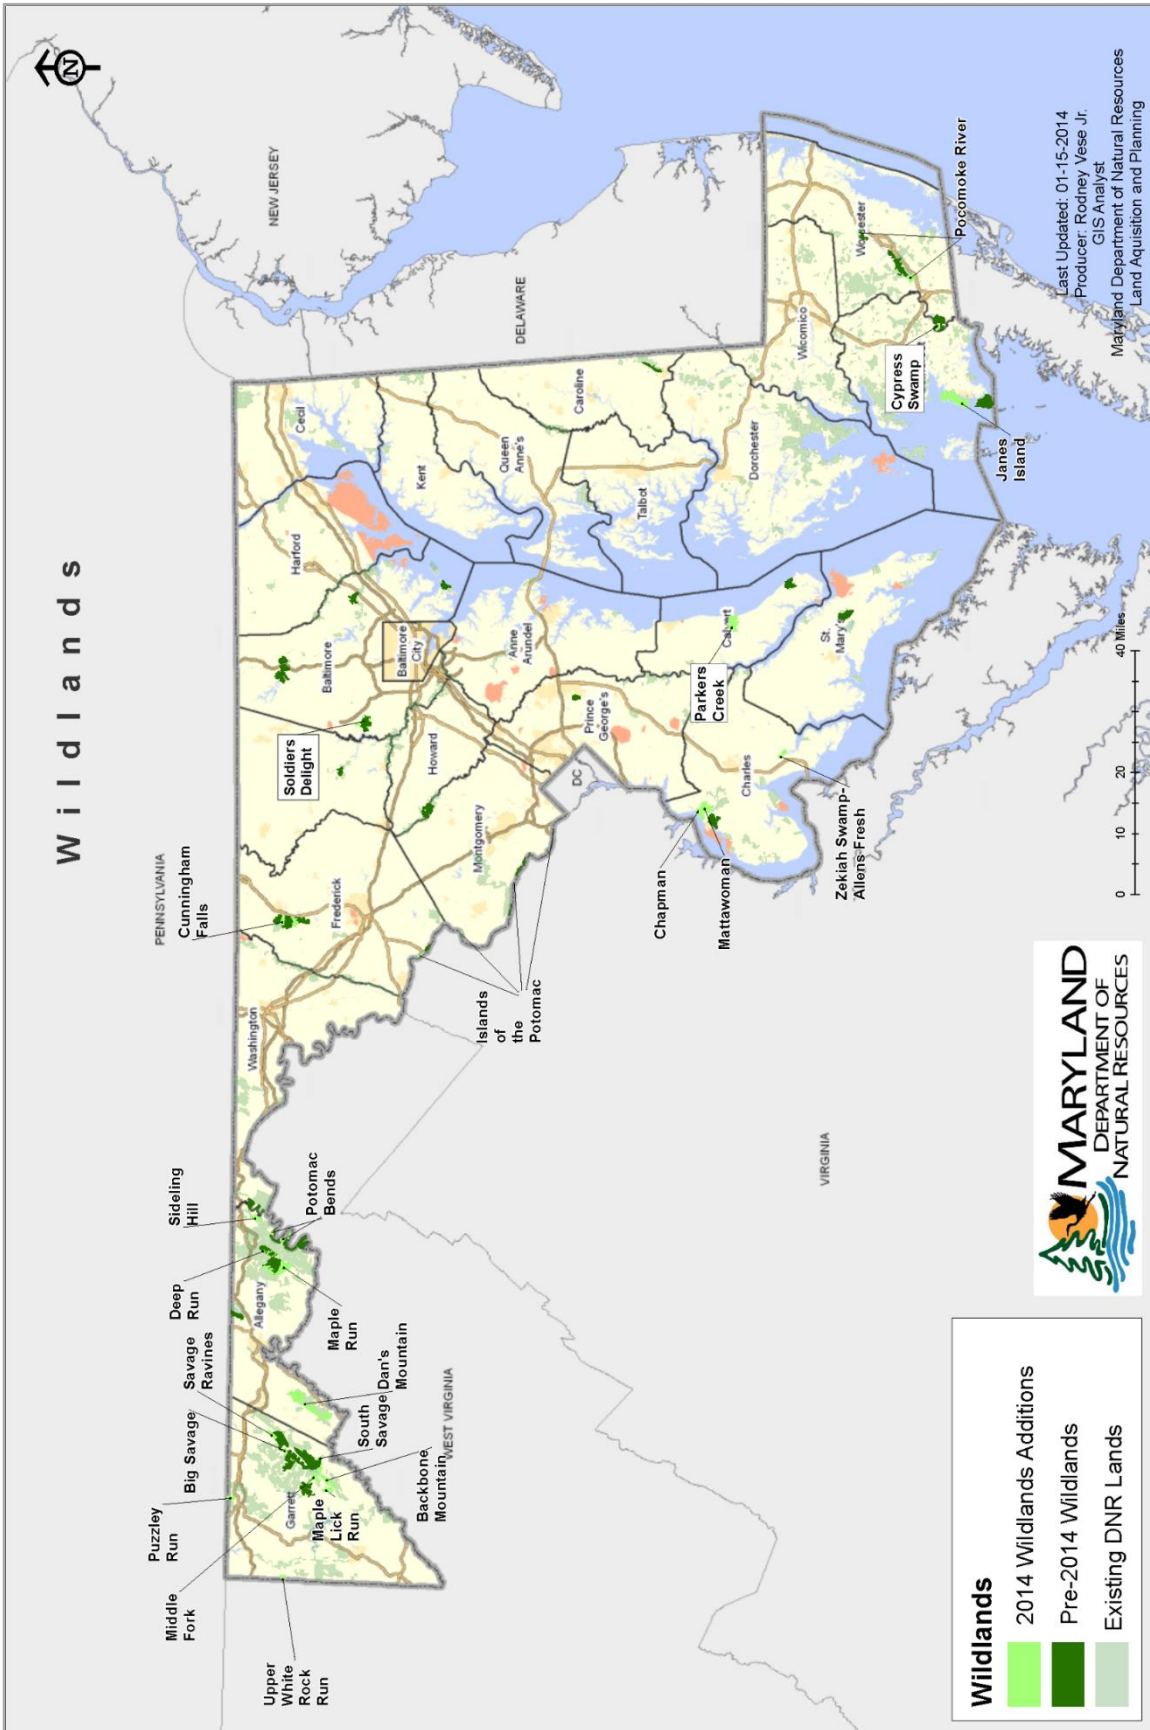 Wildlands
PENNSYLVANIA
NEW JERSEY
DELAWARE
VIRGINIA
WEST VIRGINIA
DC
N
Puzzley
Run
Middle
Fork
Upper
White
Rock
Run
Big Savage
Savage
Ravines
Deep
Run
Sideling
Hill
Potomac
Bends
Maple
Run
Dan's
Mountain
South
Savage
Backbone
Mountain
Maple
Lick
Run
Cunningham
Falls
Soldiers
Delight
Islands
of
the
Potomac
Chapman
Mattawoman
Zekiah Swamp-
Allens Fresh
Parkers
Creek
Janes
Island
Cypress
Swamp
Pocomoke River
Garrett
Allegany
Washington
Frederick
Montgomery
Howard
Baltimore
Baltimore
City
Harford
Cecil
Kent
Queen
Anne's
Caroline
Talbot
Dorchester
Wicomico
Worcester
Anne
Arundel
Prince
George's
Calvert
Charles
St.
Mary's
Wildlands
2014 Wildlands Additions
Pre-2014 Wildlands
Existing DNR Lands
MARYLAND
DEPARTMENT OF
NATURAL RESOURCES
0 10 20 40 Miles
Last Updated: 01-15-2014
Producer: Rodney Vese Jr.
GIS Analyst
Maryland Department of Natural Resources
Land Aquisition and Planning